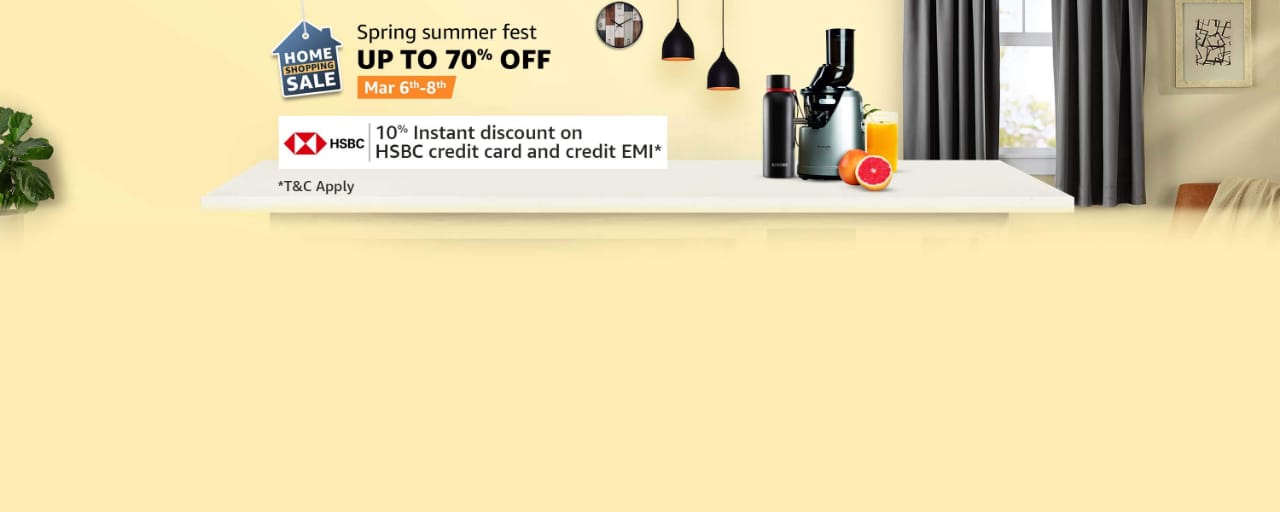 HOME
SHOPPING
SALE
Spring summer fest
UP TO 70% OFF
Mar 6th-8th
HSBC
10% Instant discount on
HSBC credit card and credit EMI*
*T&C Apply